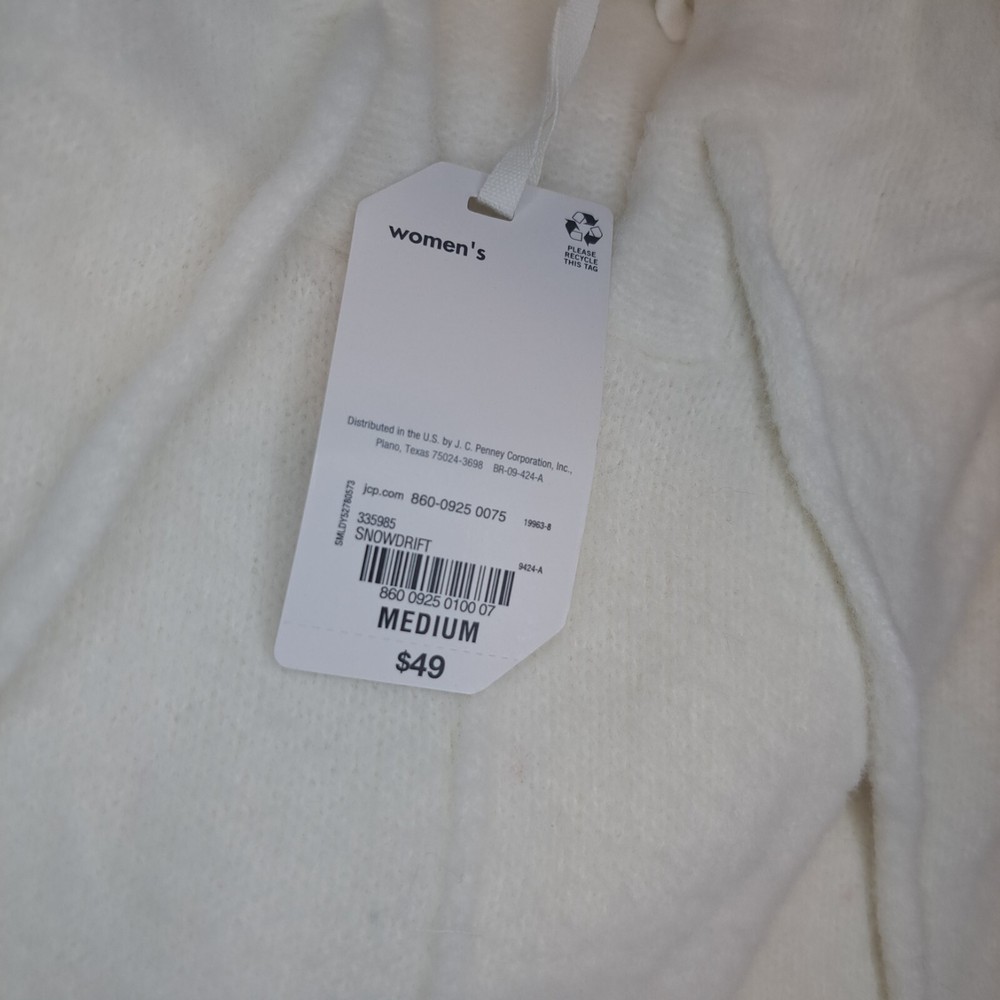 women's
PLEASE
RECYCLE
THIS TAG
Distributed in the U.S. by J. C. Penney Corporation, Inc.,
Plano, Texas 75024-3698 BR-09-424-A
jcp.com 860-0925 0075 19963-8
SMLDY52780573
335985
SNOWDRIFT
9424-A
860 0925 0100 07
MEDIUM
$49